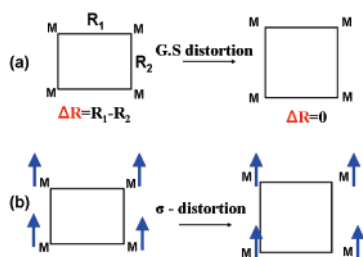 M R₁ M M M
(a) R₂ G.S distortion
M M M M
ΔR=R₁-R₂ ΔR=0
M M M M
(b) σ - distortion
M M M M